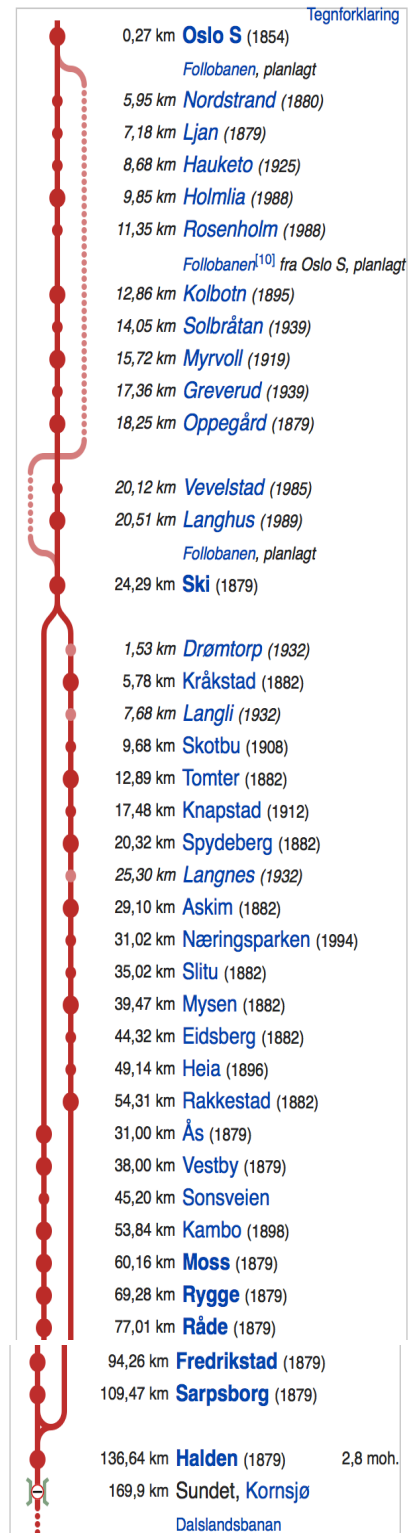 Tegnforklaring
0,27 km Oslo S (1854)
Follobanen, planlagt
5,95 km Nordstrand (1880)
7,18 km Ljan (1879)
8,68 km Hauketo (1925)
9,85 km Holmlia (1988)
11,35 km Rosenholm (1988)
Follobanen[10] fra Oslo S, planlagt
12,86 km Kolbotn (1895)
14,05 km Solbråtan (1939)
15,72 km Myrvoll (1919)
17,36 km Greverud (1939)
18,25 km Oppegård (1879)
20,12 km Vevelstad (1985)
20,51 km Langhus (1989)
Follobanen, planlagt
24,29 km Ski (1879)
1,53 km Drømtorp (1932)
5,78 km Kråkstad (1882)
7,68 km Langli (1932)
9,68 km Skotbu (1908)
12,89 km Tomter (1882)
17,48 km Knapstad (1912)
20,32 km Spydeberg (1882)
25,30 km Langnes (1932)
29,10 km Askim (1882)
31,02 km Næringsparken (1994)
35,02 km Slitu (1882)
39,47 km Mysen (1882)
44,32 km Eidsberg (1882)
49,14 km Heia (1896)
54,31 km Rakkestad (1882)
31,00 km Ås (1879)
38,00 km Vestby (1879)
45,20 km Sonsveien
53,84 km Kambo (1898)
60,16 km Moss (1879)
69,28 km Rygge (1879)
77,01 km Råde (1879)
94,26 km Fredrikstad (1879)
109,47 km Sarpsborg (1879)
136,64 km Halden (1879) 2,8 moh.
169,9 km Sundet, Kornsjø
Dalslandsbanan